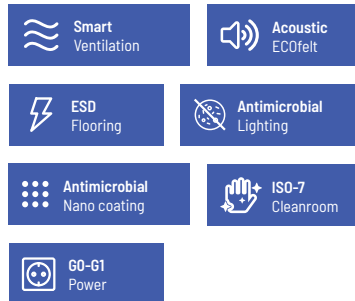 Smart
Ventilation
Acoustic
ECOfelt
ESD
Flooring
Antimicrobial
Lighting
Antimicrobial
Nano coating
ISO-7
Cleanroom
G0-G1
Power